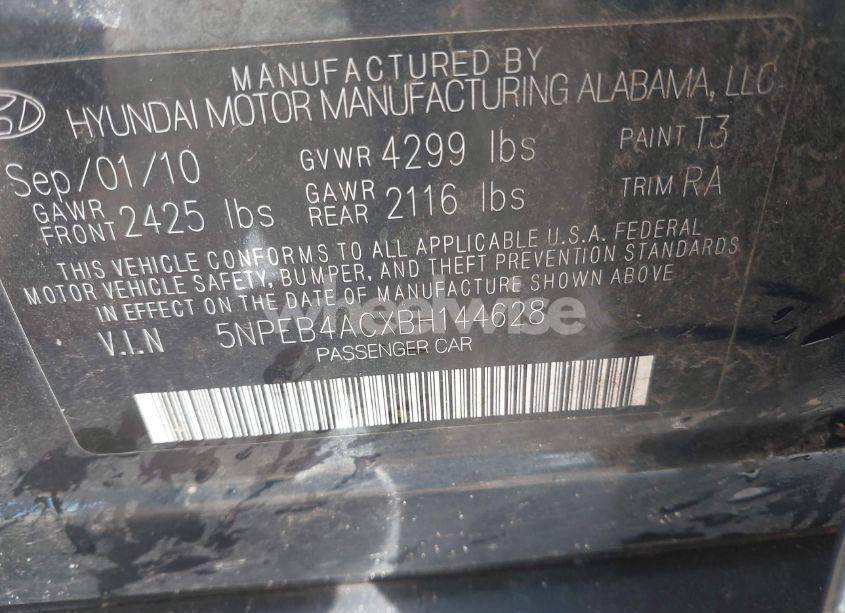 MANUFACTURED BY
HYUNDAI MOTOR MANUFACTURING ALABAMA, LLC
Sep/01/10 GVWR 4299 lbs PAINT T3
GAWR FRONT 2425 lbs GAWR REAR 2116 lbs TRIM RA
THIS VEHICLE CONFORMS TO ALL APPLICABLE U.S.A. FEDERAL
MOTOR VEHICLE SAFETY, BUMPER, AND THEFT PREVENTION STANDARDS
IN EFFECT ON THE DATE OF MANUFACTURE SHOWN ABOVE
V.I.N 5NPEB4ACXBH144628
PASSENGER CAR
wheelwise